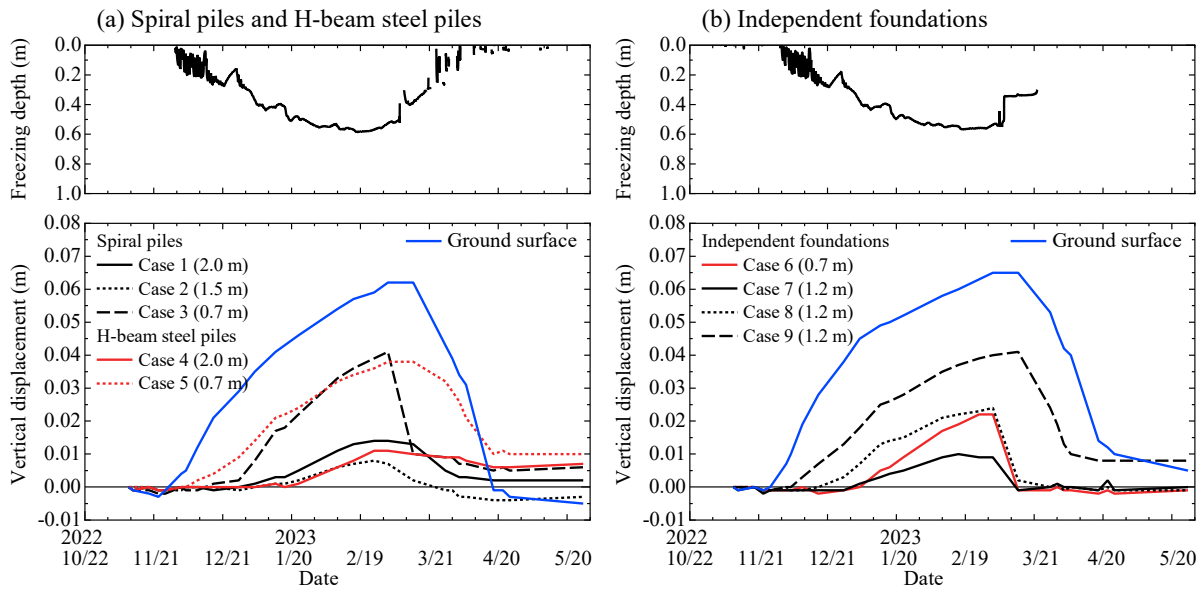 (a) Spiral piles and H-beam steel piles
Freezing depth (m)
0.0
0.2
0.4
0.6
0.8
1.0
Vertical displacement (m)
0.08
0.07
0.06
0.05
0.04
0.03
0.02
0.01
0.00
-0.01
Spiral piles
Case 1 (2.0 m)
Case 2 (1.5 m)
Case 3 (0.7 m)
H-beam steel piles
Case 4 (2.0 m)
Case 5 (0.7 m)
Ground surface
2022 2023
10/22 11/21 12/21 1/20 2/19 3/21 4/20 5/20
Date
(b) Independent foundations
Freezing depth (m)
0.0
0.2
0.4
0.6
0.8
1.0
Vertical displacement (m)
0.08
0.07
0.06
0.05
0.04
0.03
0.02
0.01
0.00
-0.01
Independent foundations
Case 6 (0.7 m)
Case 7 (1.2 m)
Case 8 (1.2 m)
Case 9 (1.2 m)
Ground surface
2022 2023
10/22 11/21 12/21 1/20 2/19 3/21 4/20 5/20
Date